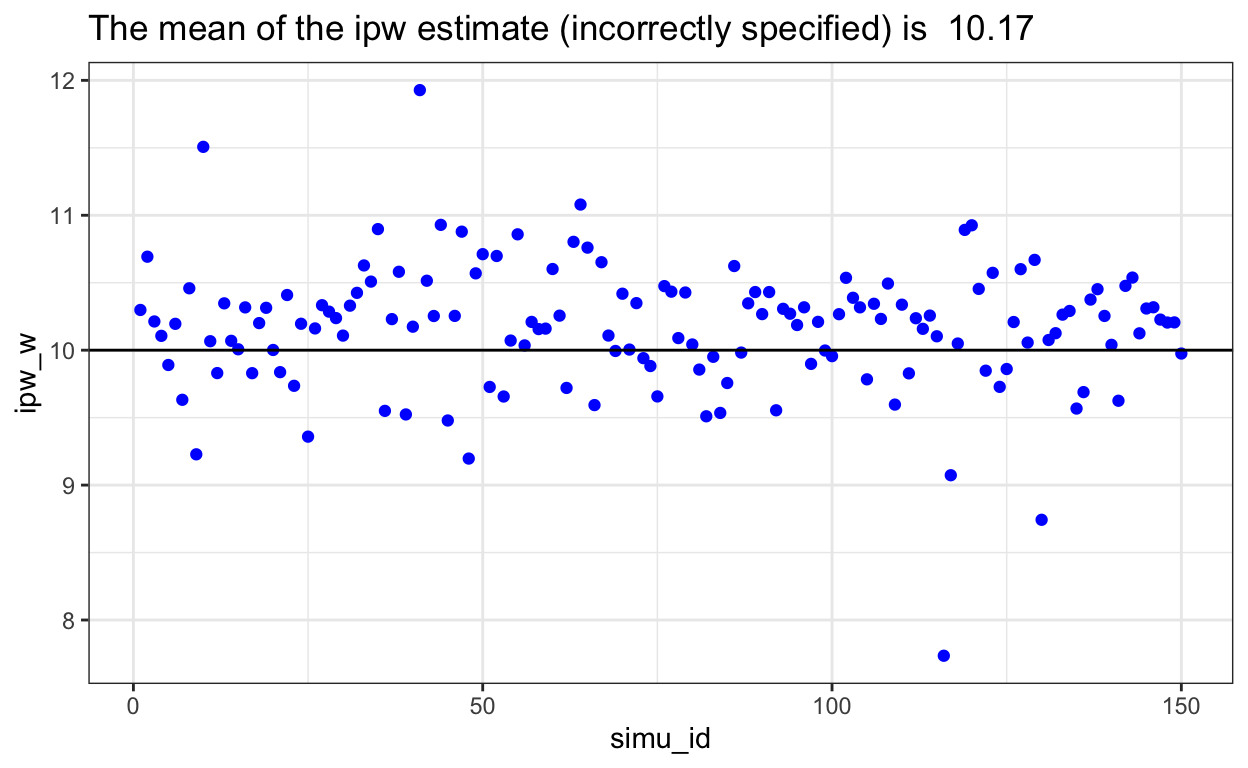 The mean of the ipw estimate (incorrectly specified) is  10.17
12
11
10
9
8
ipw_w
0 50 100 150
simu_id